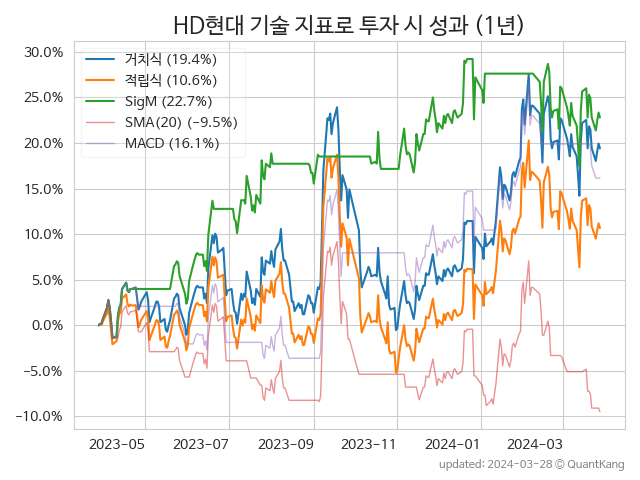 HD현대 기술 지표로 투자 시 성과 (1년)
30.0%
25.0%
20.0%
15.0%
10.0%
5.0%
0.0%
−5.0%
−10.0%
거치식 (19.4%)
적립식 (10.6%)
SigM (22.7%)
SMA(20) (−9.5%)
MACD (16.1%)
2023-05 2023-07 2023-09 2023-11 2024-01 2024-03
updated: 2024-03-28 © QuantKang